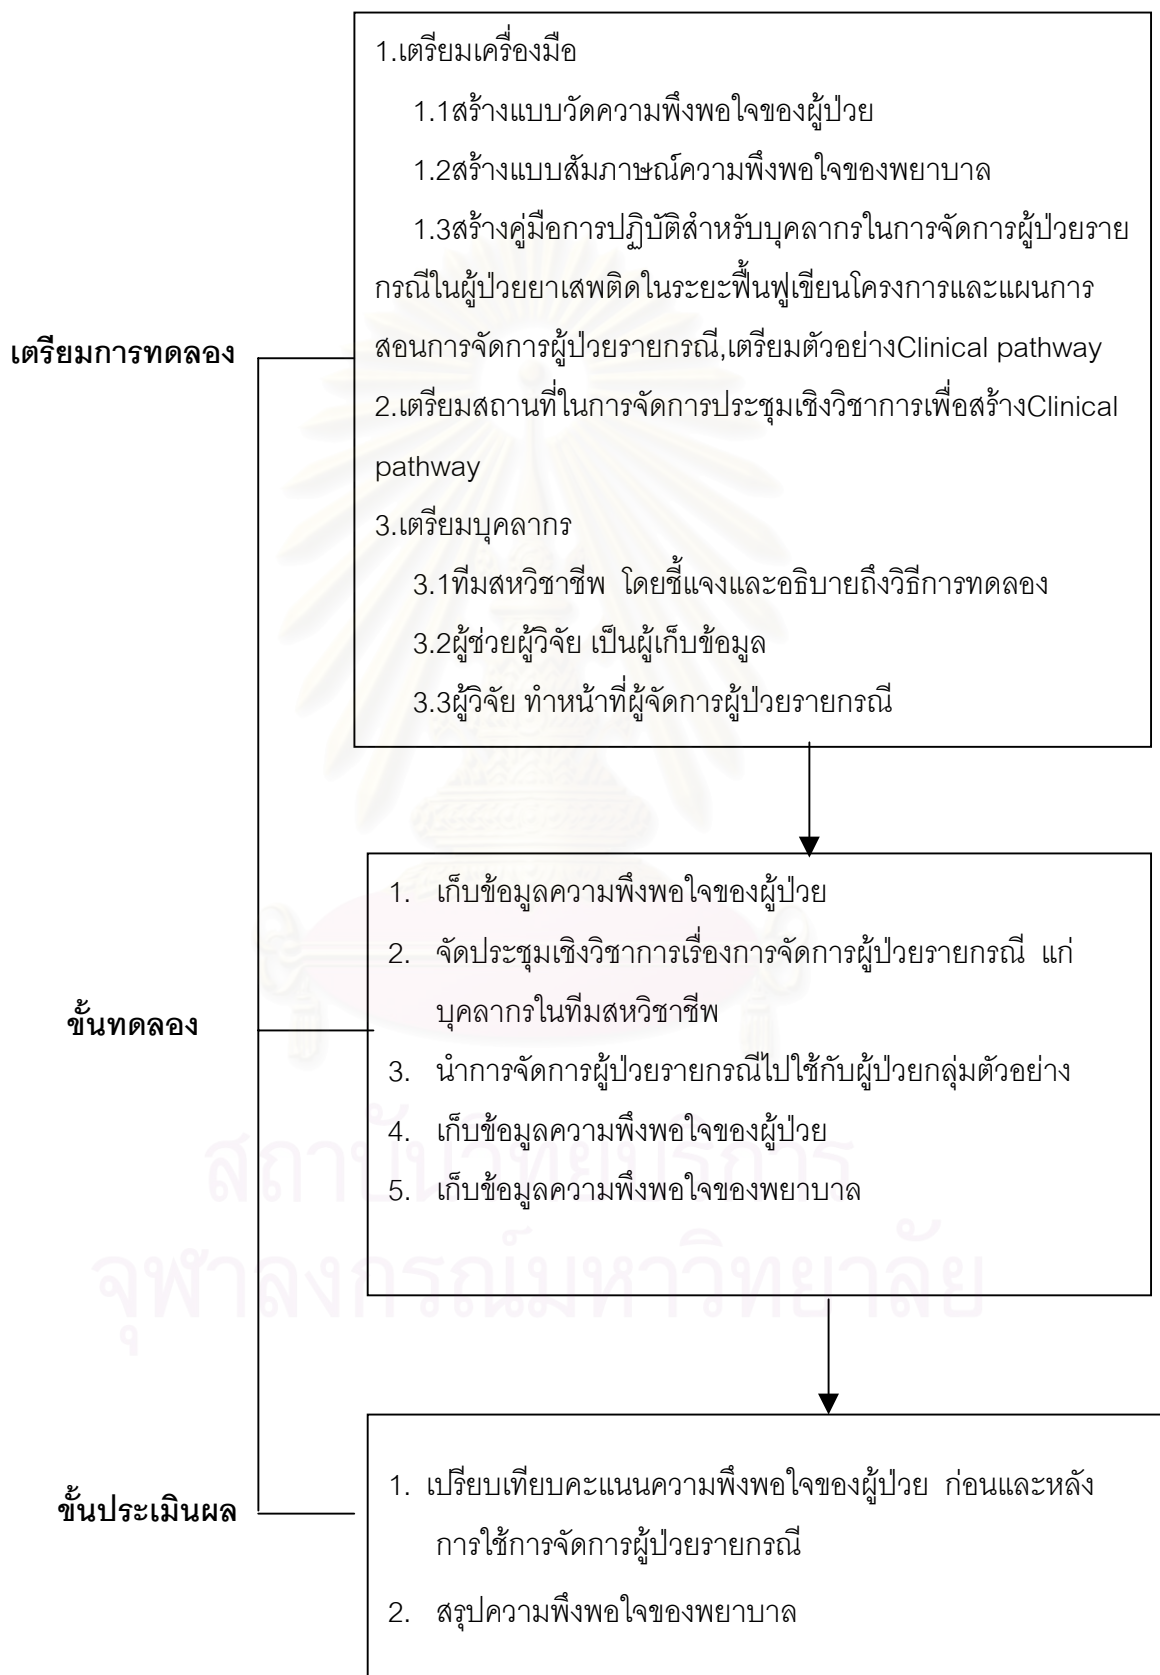 1.เตรียมเครื่องมือ
1.1สร้างแบบวัดความพึงพอใจของผู้ป่วย
1.2สร้างแบบสัมภาษณ์ความพึงพอใจของพยาบาล
1.3สร้างคู่มือการปฏิบัติสำหรับบุคลากรในการจัดการผู้ป่วยราย
กรณีในผู้ป่วยยาเสพติดในระยะฟื้นฟูเขียนโครงการและแผนการ
เตรียมการทดลอง
สอนการจัดการผู้ป่วยรายกรณี,เตรียมตัวอย่างClinical pathway
2.เตรียมสถานที่ในการจัดการประชุมเชิงวิชาการเพื่อสร้างClinical
pathway
3.เตรียมบุคลากร
3.1ทีมสหวิชาชีพ โดยชี้แจงและอธิบายถึงวิธีการทดลอง
3.2ผู้ช่วยผู้วิจัย เป็นผู้เก็บข้อมูล
3.3ผู้วิจัย ทำหน้าที่ผู้จัดการผู้ป่วยรายกรณี
1. เก็บข้อมูลความพึงพอใจของผู้ป่วย
2. จัดประชุมเชิงวิชาการเรื่องการจัดการผู้ป่วยรายกรณี แก่
บุคลากรในทีมสหวิชาชีพ
ขั้นทดลอง
3. นำการจัดการผู้ป่วยรายกรณีไปใช้กับผู้ป่วยกลุ่มตัวอย่าง
4. เก็บข้อมูลความพึงพอใจของผู้ป่วย
5. เก็บข้อมูลความพึงพอใจของพยาบาล
สถาบันวิทยบริการ
จุฬาลงกรณ์มหาวิทยาลัย
1. เปรียบเทียบคะแนนความพึงพอใจของผู้ป่วย ก่อนและหลัง
ขั้นประเมินผล
การใช้การจัดการผู้ป่วยรายกรณี
2. สรุปความพึงพอใจของพยาบาล